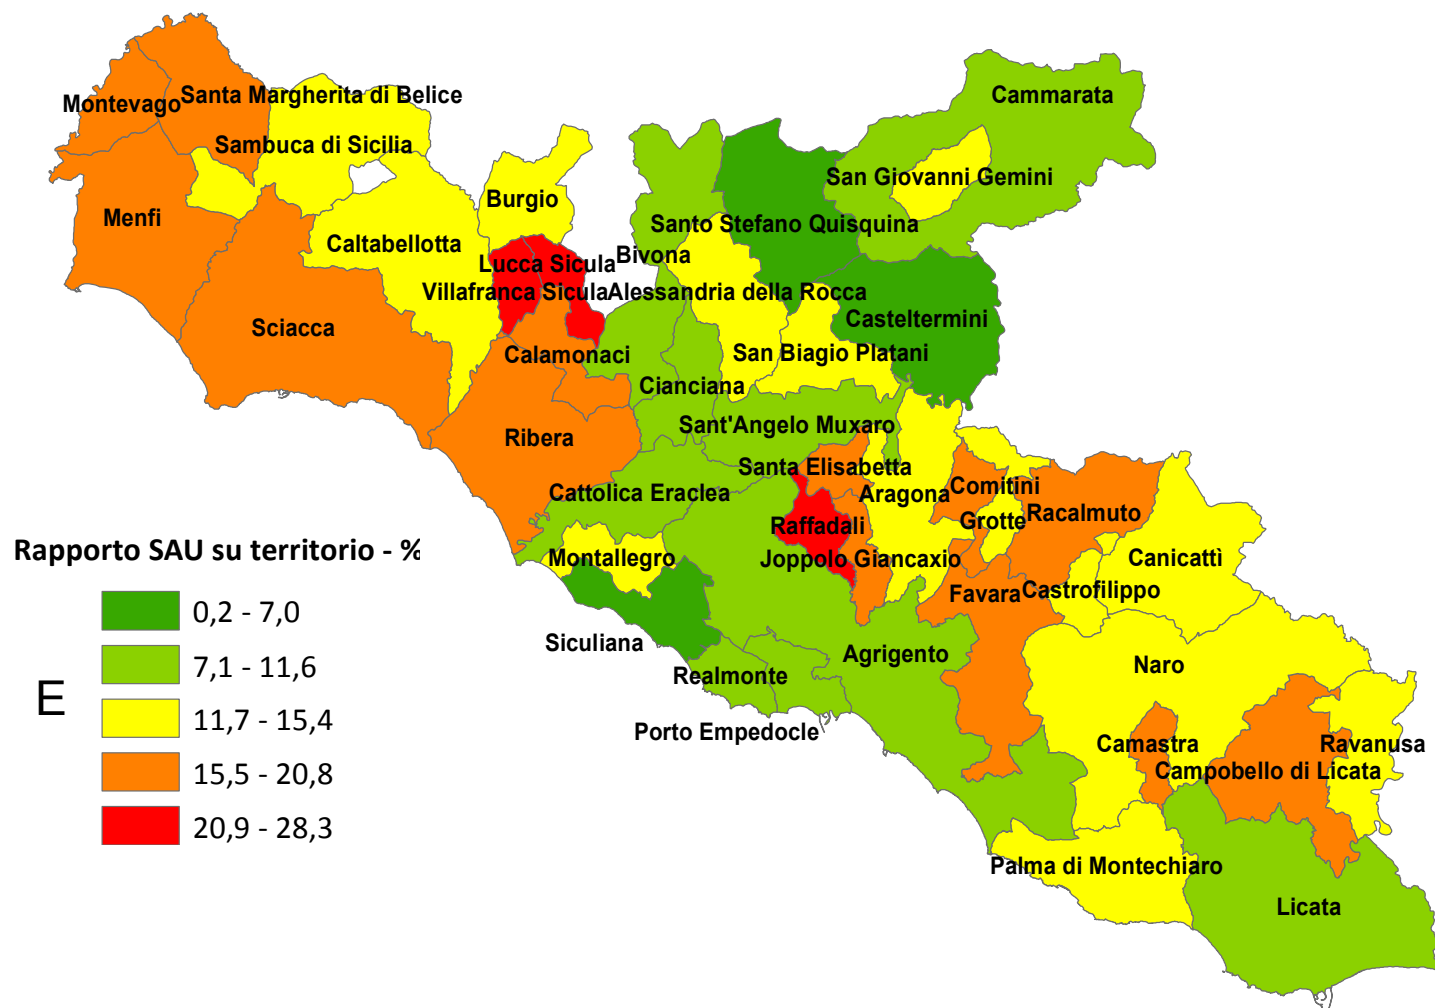 Cammarata
Montevago
Santa Margherita di Belice
Sambuca di Sicilia
San Giovanni Gemini
Burgio
Menfi
Santo Stefano Quisquina
Caltabellotta
Bivona
Lucca Sicula
Villafranca Sicula
Alessandria della Rocca
Sciacca
Casteltermini
Calamonaci
San Biagio Platani
Cianciana
Sant'Angelo Muxaro
Ribera
Santa Elisabetta
Cattolica Eraclea
Aragona
Comitini
Raffadali
Grotte
Racalmuto
Rapporto SAU su territorio - %
Montallegro
Joppolo Giancaxio
Canicattì
Favara
Castrofilippo
0,2 - 7,0
Siculiana
Agrigento
Naro
7,1 - 11,6
Realmonte
E
11,7 - 15,4
Porto Empedocle
Camastra
Ravanusa
Campobello di Licata
15,5 - 20,8
20,9 - 28,3
Palma di Montechiaro
Licata